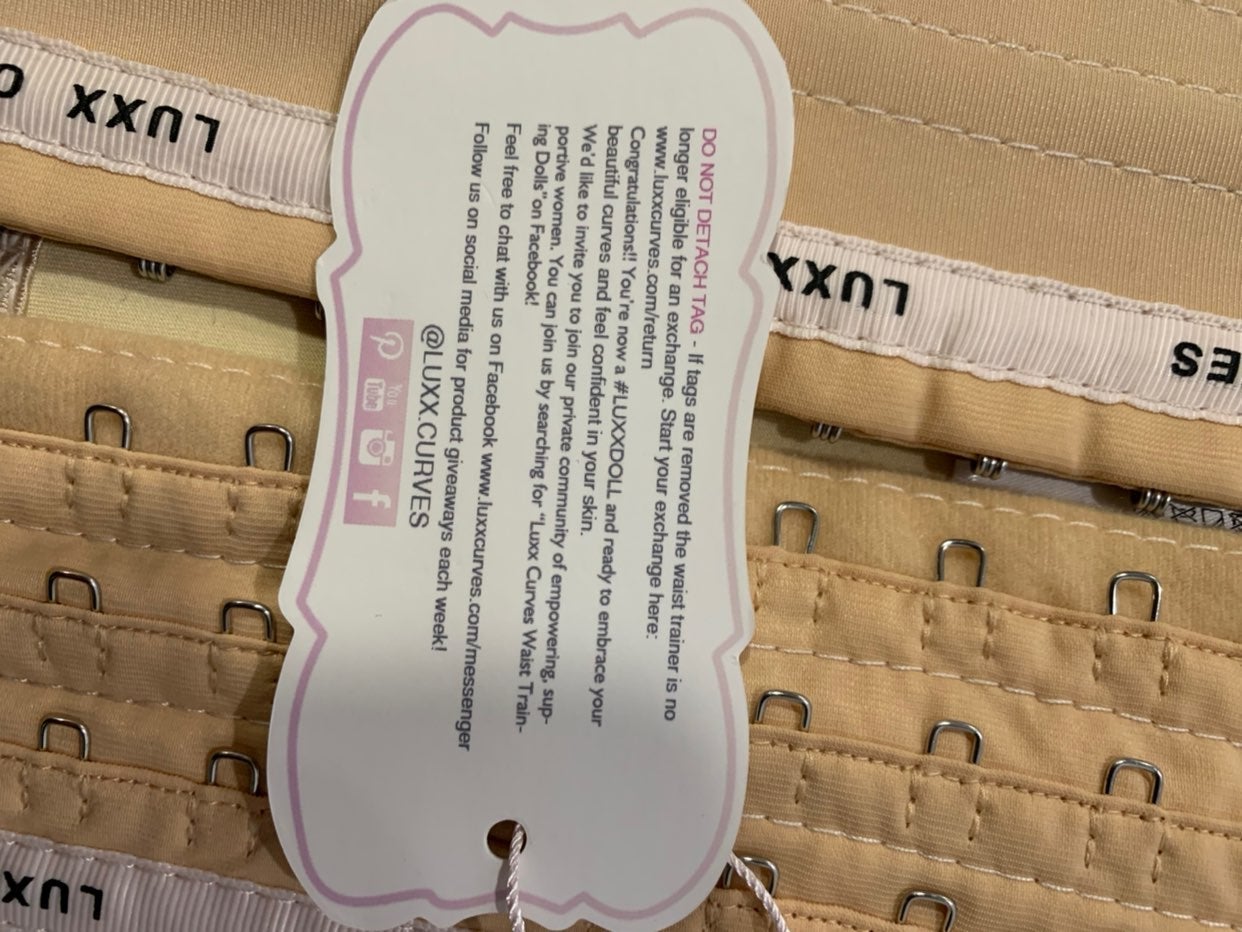 DO NOT DETACH TAG - If tags are removed the waist trainer is no
longer eligible for an exchange. Start your exchange here:
www.luxxcurves.com/return
Congratulations!! You're now a #LUXXDOLL and ready to embrace your
beautiful curves and feel confident in your skin.
We'd like to invite you to join our private community of empowering, sup-
portive women. You can join us by searching for "Luxx Curves Waist Train-
ing Dolls"on Facebook!
Feel free to chat with us on Facebook www.luxxcurves.com/messenger
Follow us on social media for product giveaways each week!
@LUXX.CURVES
You
Tube
LUXX C
LUXX
ES
LUX